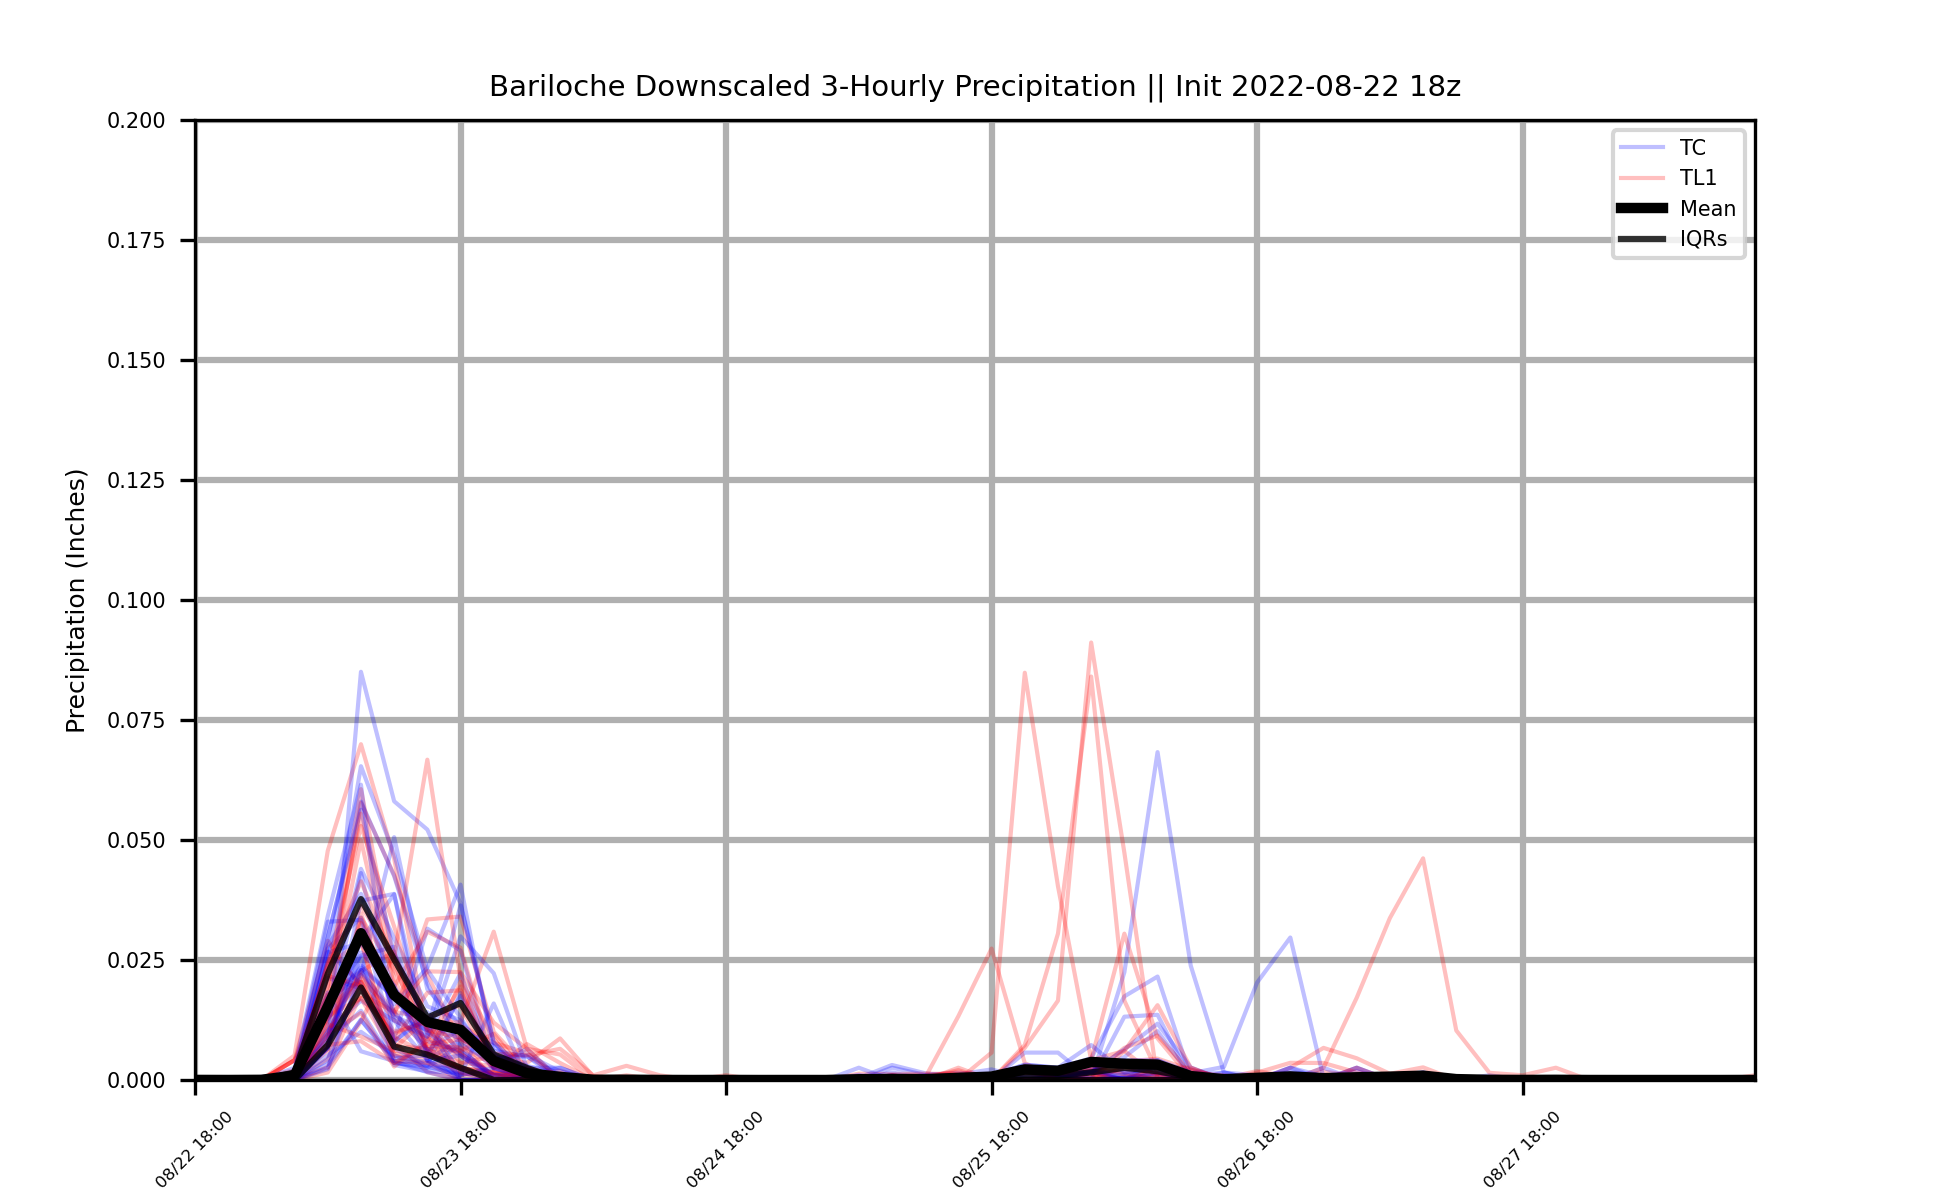 Bariloche Downscaled 3-Hourly Precipitation || Init 2022-08-22 18z
TC
TL1
Mean
IQRs
Precipitation (Inches)
0.200
0.175
0.150
0.125
0.100
0.075
0.050
0.025
0.000
08/22 18:00
08/23 18:00
08/24 18:00
08/25 18:00
08/26 18:00
08/27 18:00